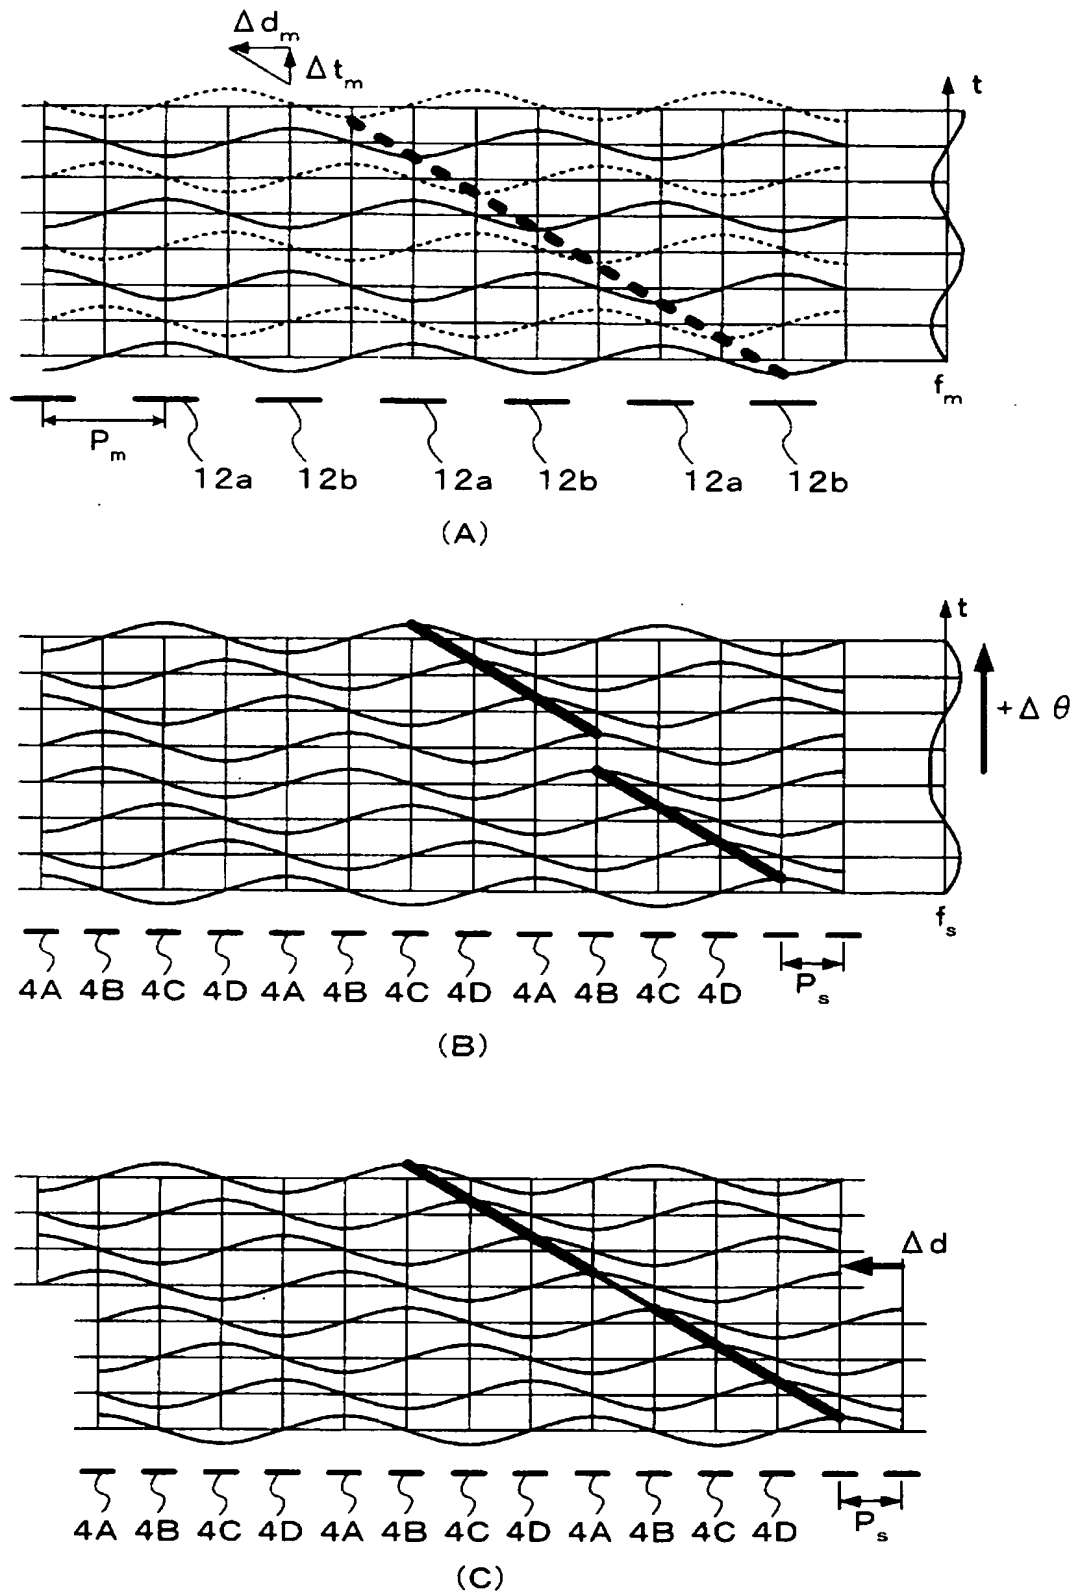 Δdm
Δtm
t
fm
Pm
12a 12b 12a 12b 12a 12b
(A)
t
+Δθ
fs
4A 4B 4C 4D 4A 4B 4C 4D 4A 4B 4C 4D
Ps
(B)
Δd
4A 4B 4C 4D 4A 4B 4C 4D 4A 4B 4C 4D
Ps
(C)